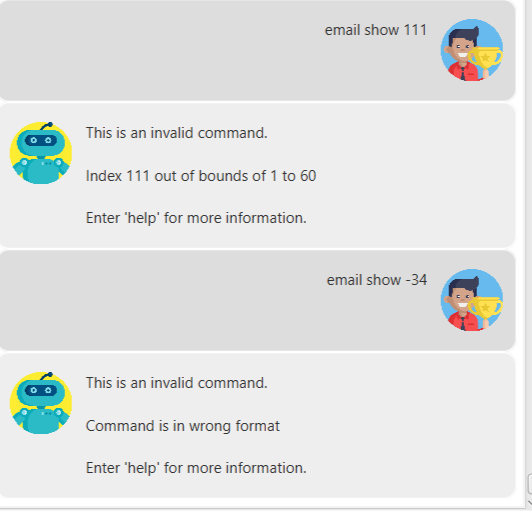 email show 111
This is an invalid command.
Index 111 out of bounds of 1 to 60
Enter 'help' for more information.
email show -34
This is an invalid command.
Command is in wrong format
Enter 'help' for more information.